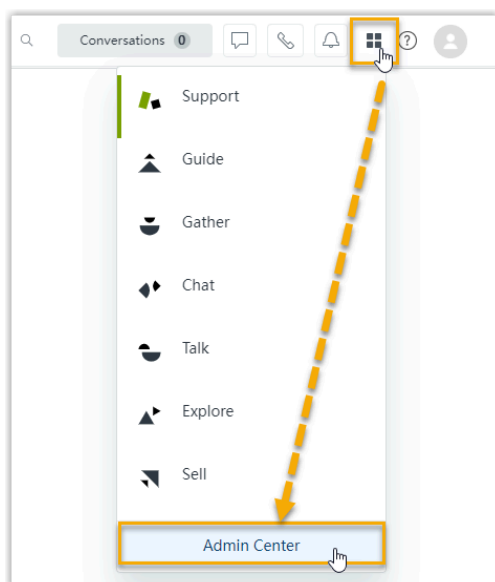 Conversations 0
?
Support
Guide
Gather
Chat
Talk
Explore
Sell
Admin Center